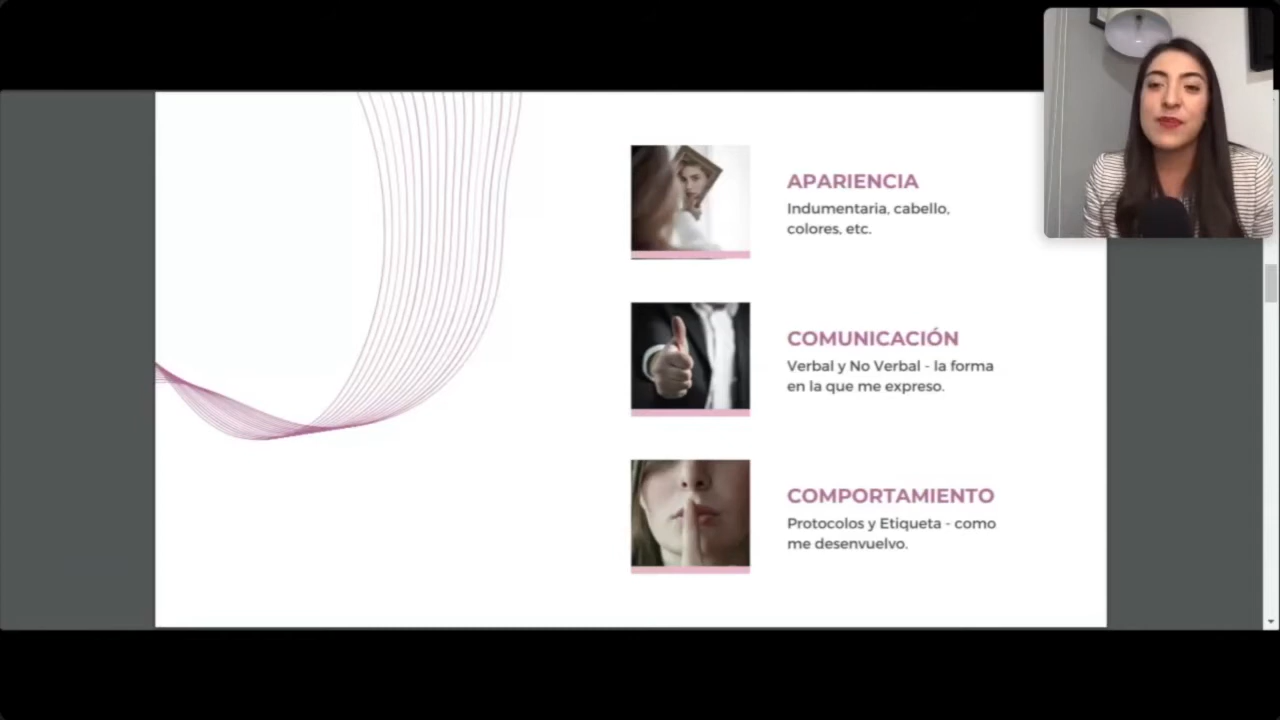 APARIENCIA
Indumentaria, cabello,
colores, etc.
COMUNICACIÓN
Verbal y No Verbal - la forma
en la que me expreso.
COMPORTAMIENTO
Protocolos y Etiqueta - como
me desenvuelvo.